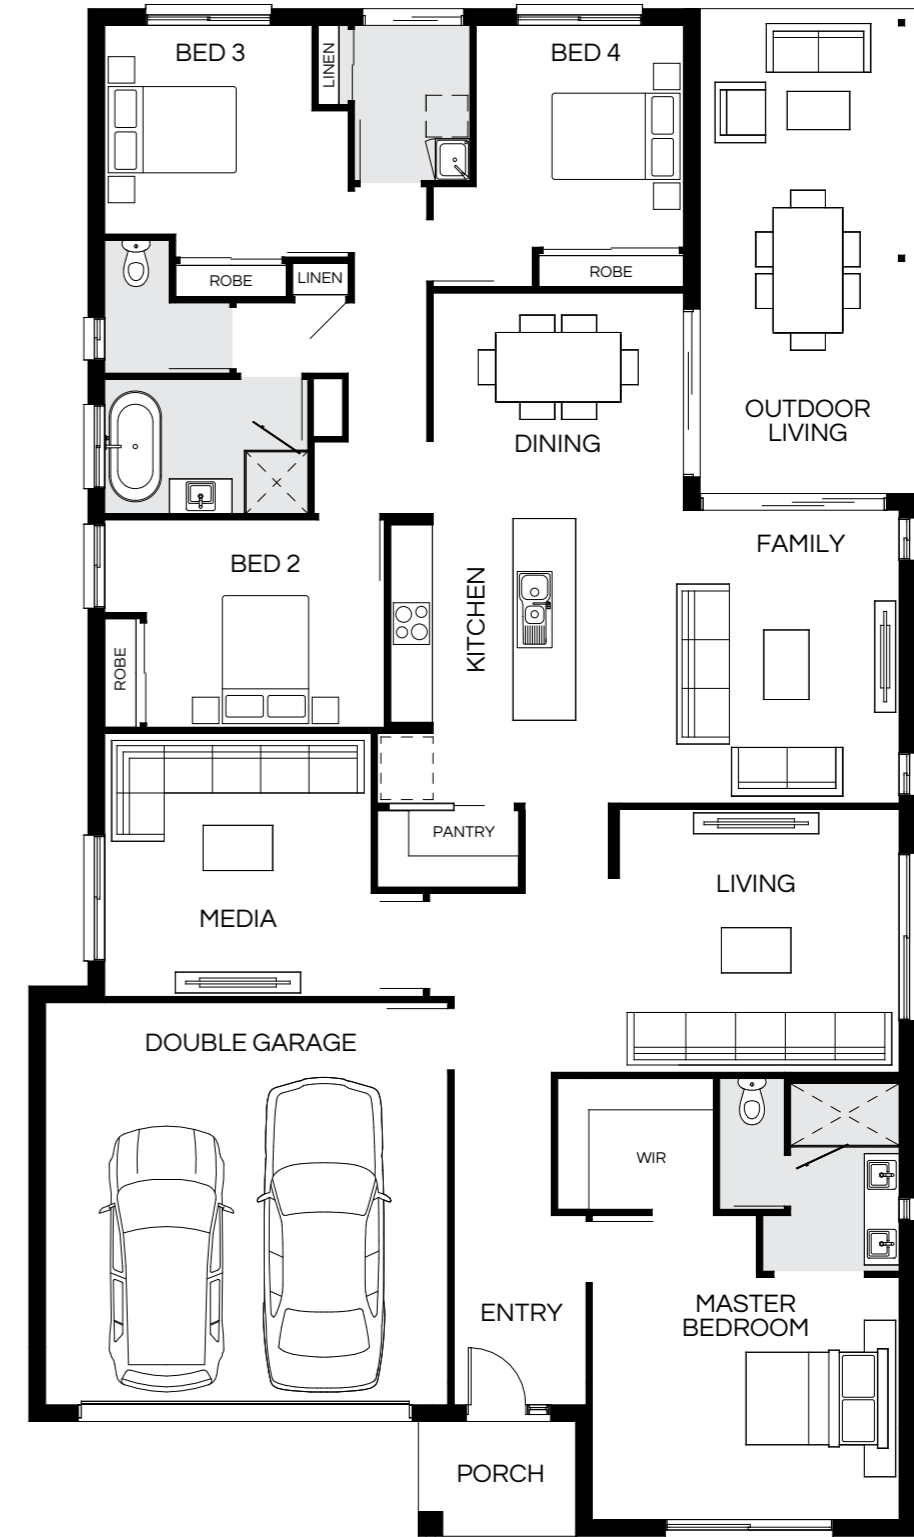 BED 3
LINEN
BED 4
ROBE
LINEN
ROBE
OUTDOOR
LIVING
DINING
FAMILY
BED 2
KITCHEN
ROBE
PANTRY
LIVING
MEDIA
DOUBLE GARAGE
WIR
ENTRY
MASTER
BEDROOM
PORCH